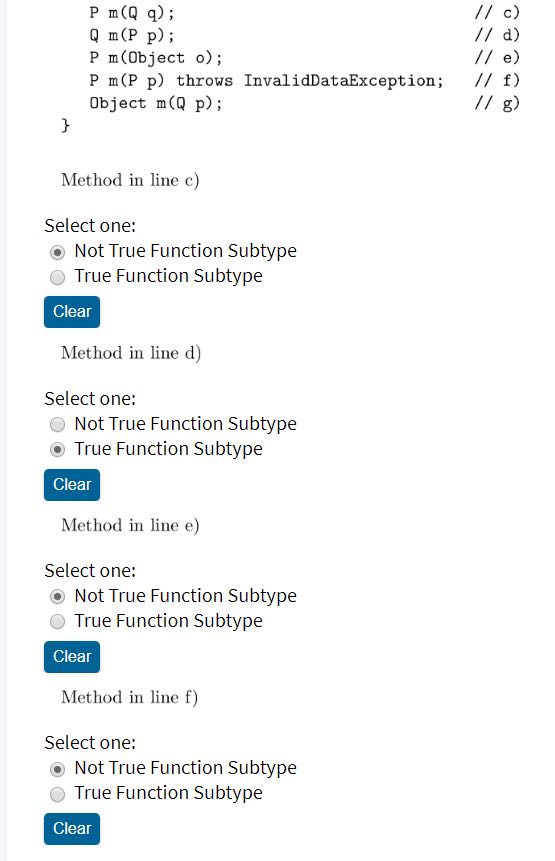 P m(Q q); // c)
Q m(P p); // d)
P m(Object o); // e)
P m(P p) throws InvalidDataException; // f)
Object m(Q p); // g)
}
Method in line c)
Select one:
Not True Function Subtype
True Function Subtype
Clear
Method in line d)
Select one:
Not True Function Subtype
True Function Subtype
Clear
Method in line e)
Select one:
Not True Function Subtype
True Function Subtype
Clear
Method in line f)
Select one:
Not True Function Subtype
True Function Subtype
Clear